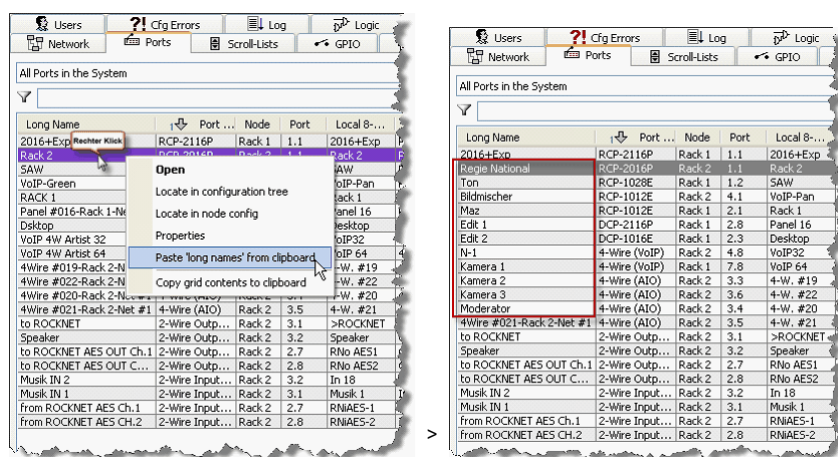 Users ?! Cfg Errors Log Logic
Network Ports Scroll-Lists GPIO
All Ports in the System
Long Name 1 Port ... Node Port Local 8-...
2016+Exp RCP-2116P Rack 1 1.1 2016+Exp
Rechter Klick
Rack 2 RCP-2016P Rack 2 1.1 Rack 2
SAW SAW
VoIP-Green VoIP-Pan
RACK 1 Rack 1
Panel #016-Rack 1-Ne Panel 16
Dsktop Desktop
VoIP 4W Artist 32 VoIP32
VoIP 4W Artist 64 VoIP 64
4Wire #019-Rack 2-N 4-W. #19
4Wire #022-Rack 2-N 4-W. #22
4Wire #020-Rack 2-Net #1 4-Wire (AIO) Rack 2 3.4 4-W. #20
4Wire #021-Rack 2-Net #1 4-Wire (AIO) Rack 2 3.5 4-W. #21
to ROCKNET 2-Wire Outp... Rack 2 3.1 >ROCKNET
Speaker 2-Wire Outp... Rack 2 3.2 Speaker
to ROCKNET AES OUT Ch.1 2-Wire Outp... Rack 2 2.7 RNo AES1
to ROCKNET AES OUT C... 2-Wire Outp... Rack 2 2.8 RNo AES2
Musik IN 2 2-Wire Input... Rack 2 3.2 In 18
Musik IN 1 2-Wire Input... Rack 2 3.1 Musik 1
from ROCKNET AES Ch.1 2-Wire Input... Rack 2 2.7 RNiAES-1
from ROCKNET AES CH.2 2-Wire Input... Rack 2 2.8 RNiAES-2
Open
Locate in configuration tree
Locate in node config
Properties
Paste 'long names' from clipboard
Copy grid contents to clipboard
>
Users ?! Cfg Errors Log Logic
Network Ports Scroll-Lists GPIO
All Ports in the System
Long Name 1 Port ... Node Port Local 8-...
2016+Exp RCP-2116P Rack 1 1.1 2016+Exp
Regie National RCP-2016P Rack 2 1.1 Rack 2
Ton RCP-1028E Rack 1 1.2 SAW
Bildmischer RCP-1012E Rack 2 4.1 VoIP-Pan
Maz RCP-1012E Rack 1 2.1 Rack 1
Edit 1 DCP-1116P Rack 1 2.8 Panel 16
Edit 2 DCP-1016E Rack 1 2.3 Desktop
N-1 4-Wire (VoIP) Rack 2 4.8 VoIP32
Kamera 1 4-Wire (VoIP) Rack 1 7.8 VoIP 64
Kamera 2 4-Wire (AIO) Rack 2 3.3 4-W. #19
Kamera 3 4-Wire (AIO) Rack 2 3.6 4-W. #22
Moderator 4-Wire (AIO) Rack 2 3.4 4-W. #20
4Wire #021-Rack 2-Net #1 4-Wire (AIO) Rack 2 3.5 4-W. #21
to ROCKNET 2-Wire Outp... Rack 2 3.1 >ROCKNET
Speaker 2-Wire Outp... Rack 2 3.2 Speaker
to ROCKNET AES OUT Ch.1 2-Wire Outp... Rack 2 2.7 RNo AES1
to ROCKNET AES OUT C... 2-Wire Outp... Rack 2 2.8 RNo AES2
Musik IN 2 2-Wire Input... Rack 2 3.2 In 18
Musik IN 1 2-Wire Input... Rack 2 3.1 Musik 1
from ROCKNET AES Ch.1 2-Wire Input... Rack 2 2.7 RNiAES-1
from ROCKNET AES CH.2 2-Wire Input... Rack 2 2.8 RNiAES-2